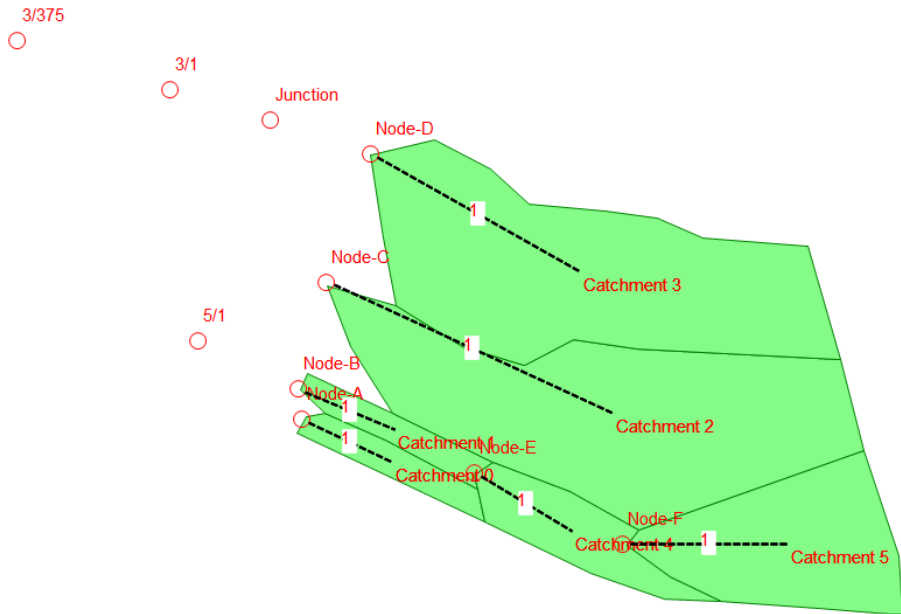 3/375
3/1
Junction
Node-D
1
Node-C
Catchment 3
5/1
1
Node-B
Node-A
1
Catchment 2
Catchment 1
1
Node-E
Catchment 0
1
Node-F
Catchment 4
1
Catchment 5